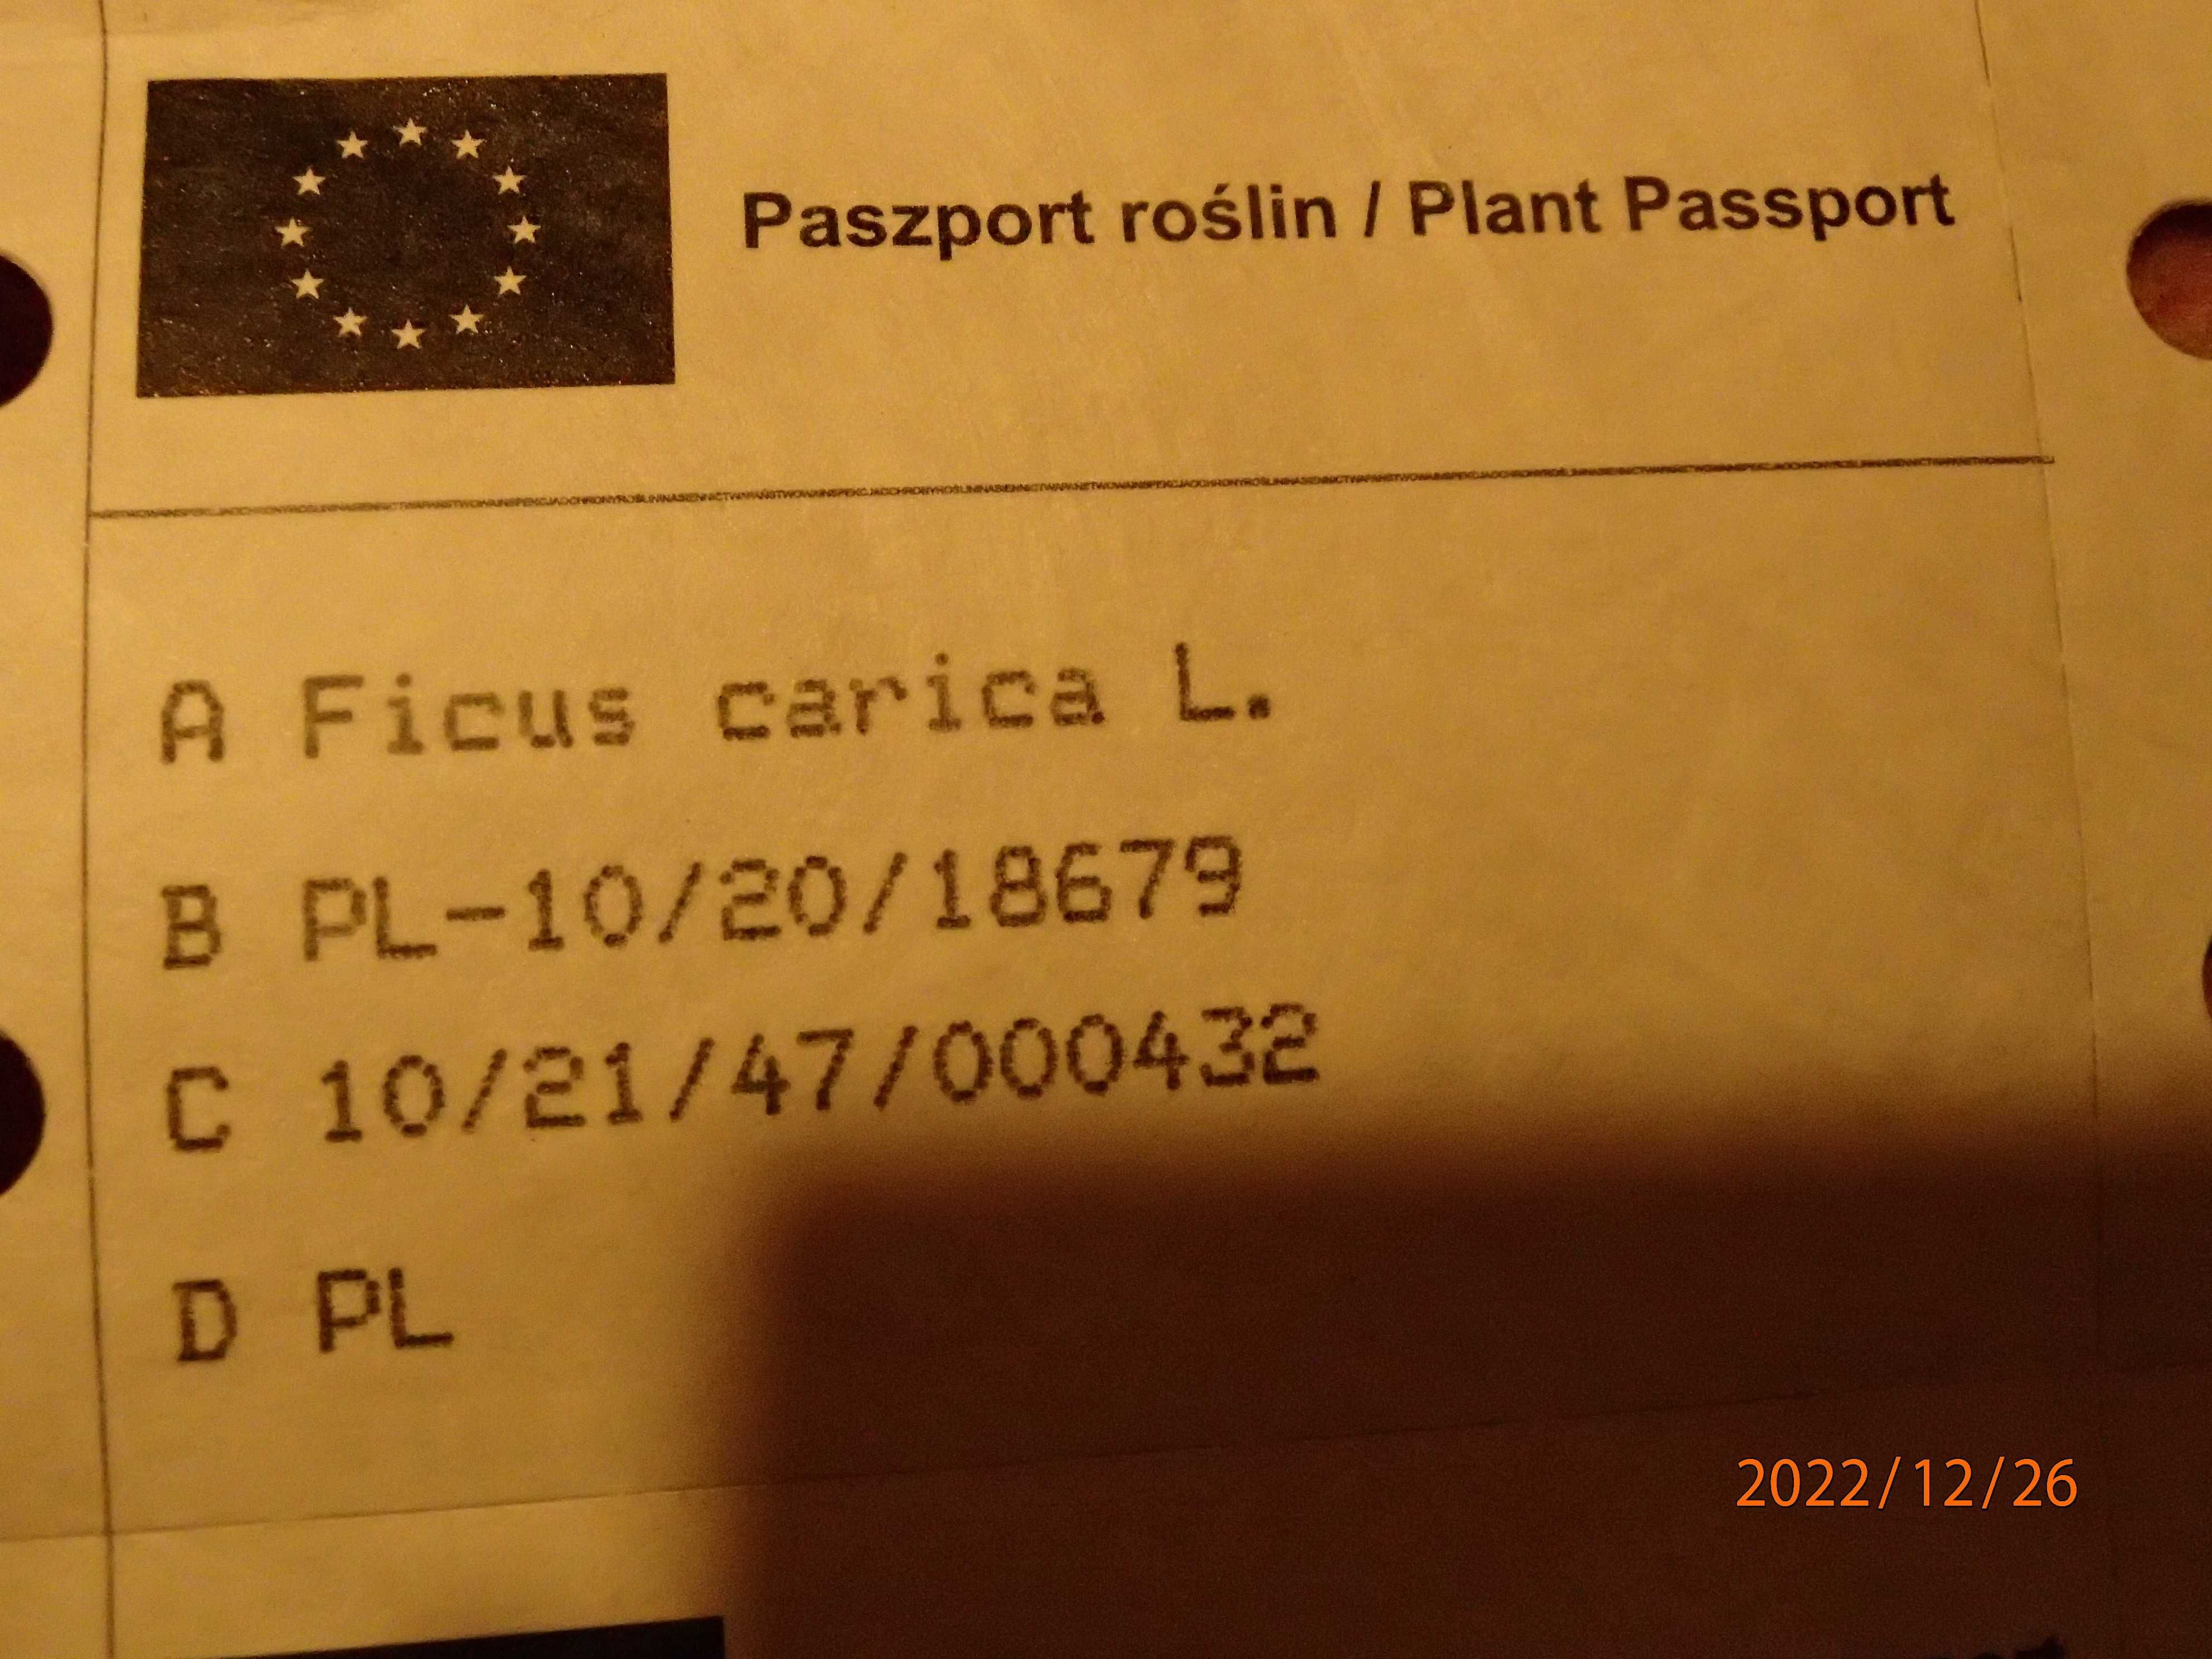 Paszport roślin / Plant Passport
A Ficus carica L.
B PL-10/20/18679
C 10/21/47/000432
D PL
2022/12/26